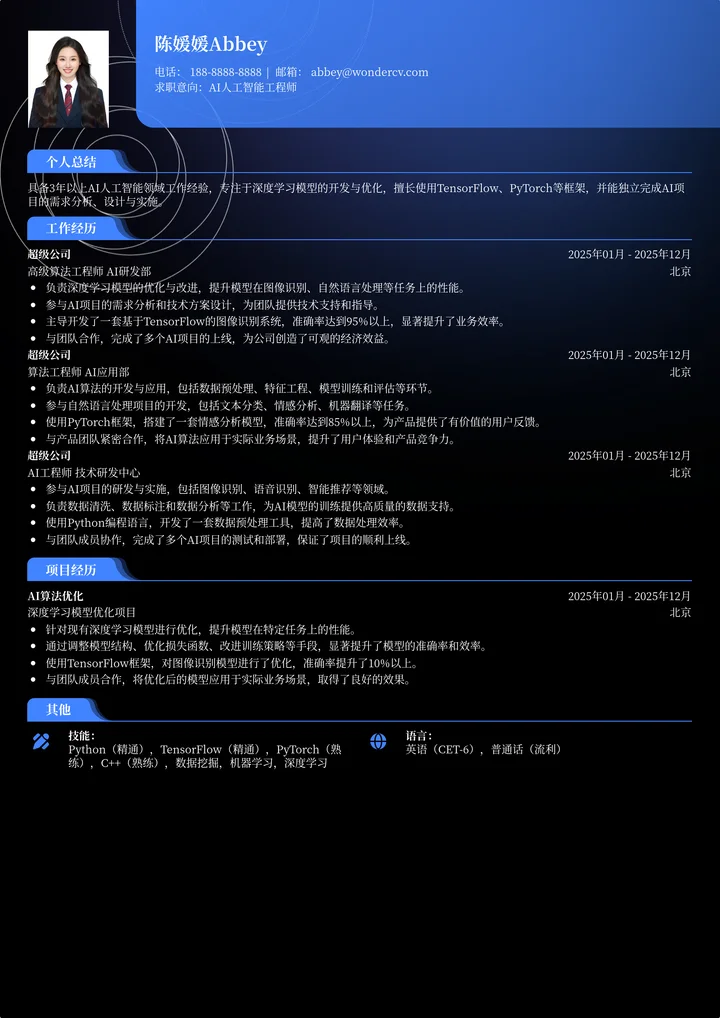 陈媛媛Abbey
电话： 188-8888-8888 | 邮箱： abbey@wondercv.com
求职意向：AI人工智能工程师
个人总结
具备3年以上AI人工智能领域工作经验，专注于深度学习模型的开发与优化，擅长使用TensorFlow、PyTorch等框架，并能独立完成AI项
目的需求分析、设计与实施。
工作经历
超级公司 2025年01月 - 2025年12月
高级算法工程师 AI研发部 北京
• 负责深度学习模型的优化与改进，提升模型在图像识别、自然语言处理等任务上的性能。
• 参与AI项目的需求分析和技术方案设计，为团队提供技术支持和指导。
• 主导开发了一套基于TensorFlow的图像识别系统，准确率达到95%以上，显著提升了业务效率。
• 与团队合作，完成了多个AI项目的上线，为公司创造了可观的经济效益。
超级公司 2025年01月 - 2025年12月
算法工程师 AI应用部 北京
• 负责AI算法的开发与应用，包括数据预处理、特征工程、模型训练和评估等环节。
• 参与自然语言处理项目的开发，包括文本分类、情感分析、机器翻译等任务。
• 使用PyTorch框架，搭建了一套情感分析模型，准确率达到85%以上，为产品提供了有价值的用户反馈。
• 与产品团队紧密合作，将AI算法应用于实际业务场景，提升了用户体验和产品竞争力。
超级公司 2025年01月 - 2025年12月
AI工程师 技术研发中心 北京
• 参与AI项目的研发与实施，包括图像识别、语音识别、智能推荐等领域。
• 负责数据清洗、数据标注和数据分析等工作，为AI模型的训练提供高质量的数据支持。
• 使用Python编程语言，开发了一套数据预处理工具，提高了数据处理效率。
• 与团队成员协作，完成了多个AI项目的测试和部署，保证了项目的顺利上线。
项目经历
AI算法优化 2025年01月 - 2025年12月
深度学习模型优化项目 北京
• 针对现有深度学习模型进行优化，提升模型在特定任务上的性能。
• 通过调整模型结构、优化损失函数、改进训练策略等手段，显著提升了模型的准确率和效率。
• 使用TensorFlow框架，对图像识别模型进行了优化，准确率提升了10%以上。
• 与团队成员合作，将优化后的模型应用于实际业务场景，取得了良好的效果。
其他
技能：
Python（精通），TensorFlow（精通），PyTorch（熟
练），C++（熟练），数据挖掘，机器学习，深度学习
语言：
英语（CET-6），普通话（流利）